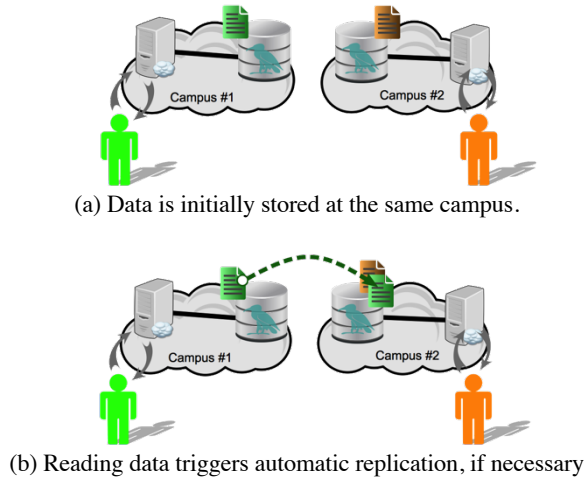 Campus #1
Campus #2
(a) Data is initially stored at the same campus.
Campus #1
Campus #2
(b) Reading data triggers automatic replication, if necessary